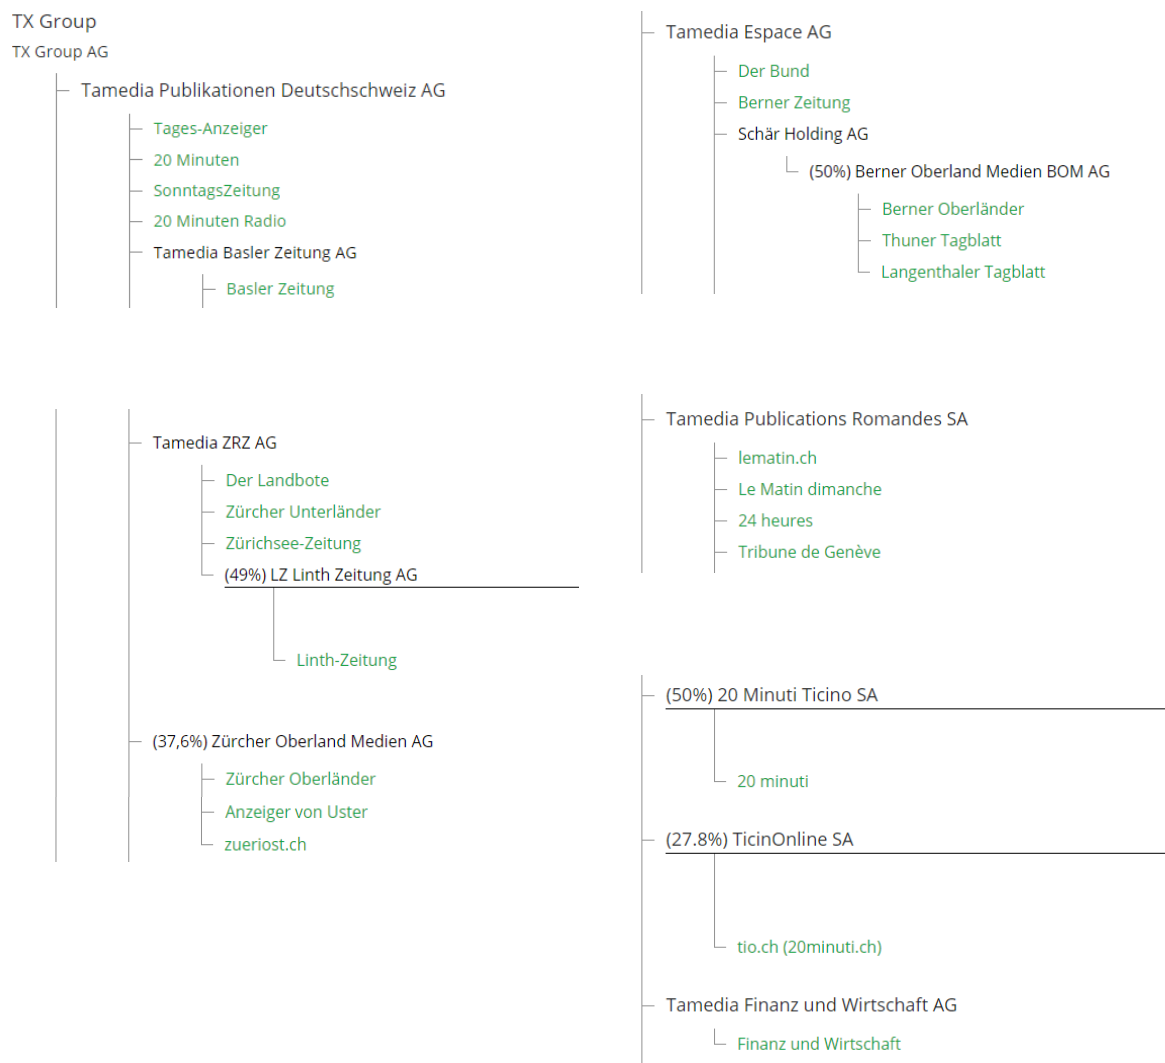 TX Group
TX Group AG
Tamedia Publikationen Deutschschweiz AG
Tages-Anzeiger
20 Minuten
SonntagsZeitung
20 Minuten Radio
Tamedia Basler Zeitung AG
Basler Zeitung
Tamedia ZRZ AG
Der Landbote
Zürcher Unterländer
Zürichsee-Zeitung
(49%) LZ Linth Zeitung AG
Linth-Zeitung
(37,6%) Zürcher Oberland Medien AG
Zürcher Oberländer
Anzeiger von Uster
zueriost.ch
Tamedia Espace AG
Der Bund
Berner Zeitung
Schär Holding AG
(50%) Berner Oberland Medien BOM AG
Berner Oberländer
Thuner Tagblatt
Langenthaler Tagblatt
Tamedia Publications Romandes SA
lematin.ch
Le Matin dimanche
24 heures
Tribune de Genève
(50%) 20 Minuti Ticino SA
20 minuti
(27.8%) TicinOnline SA
tio.ch (20minuti.ch)
Tamedia Finanz und Wirtschaft AG
Finanz und Wirtschaft